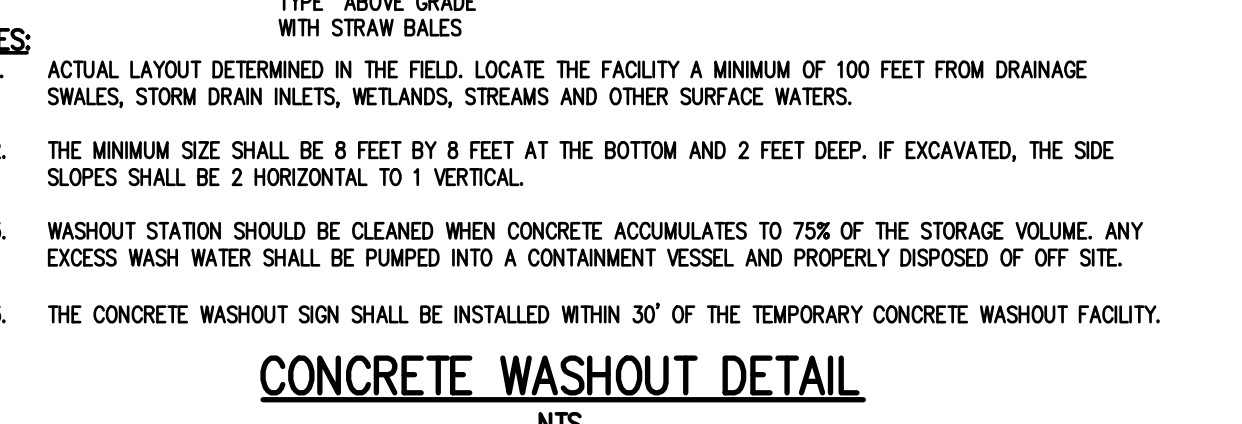 TYPE "ABOVE GRADE"
WITH STRAW BALES
ES:
. ACTUAL LAYOUT DETERMINED IN THE FIELD. LOCATE THE FACILITY A MINIMUM OF 100 FEET FROM DRAINAGE
SWALES, STORM DRAIN INLETS, WETLANDS, STREAMS AND OTHER SURFACE WATERS.
. THE MINIMUM SIZE SHALL BE 8 FEET BY 8 FEET AT THE BOTTOM AND 2 FEET DEEP. IF EXCAVATED, THE SIDE
SLOPES SHALL BE 2 HORIZONTAL TO 1 VERTICAL.
. WASHOUT STATION SHOULD BE CLEANED WHEN CONCRETE ACCUMULATES TO 75% OF THE STORAGE VOLUME. ANY
EXCESS WASH WATER SHALL BE PUMPED INTO A CONTAINMENT VESSEL AND PROPERLY DISPOSED OF OFF SITE.
. THE CONCRETE WASHOUT SIGN SHALL BE INSTALLED WITHIN 30' OF THE TEMPORARY CONCRETE WASHOUT FACILITY.
CONCRETE WASHOUT DETAIL
NTS